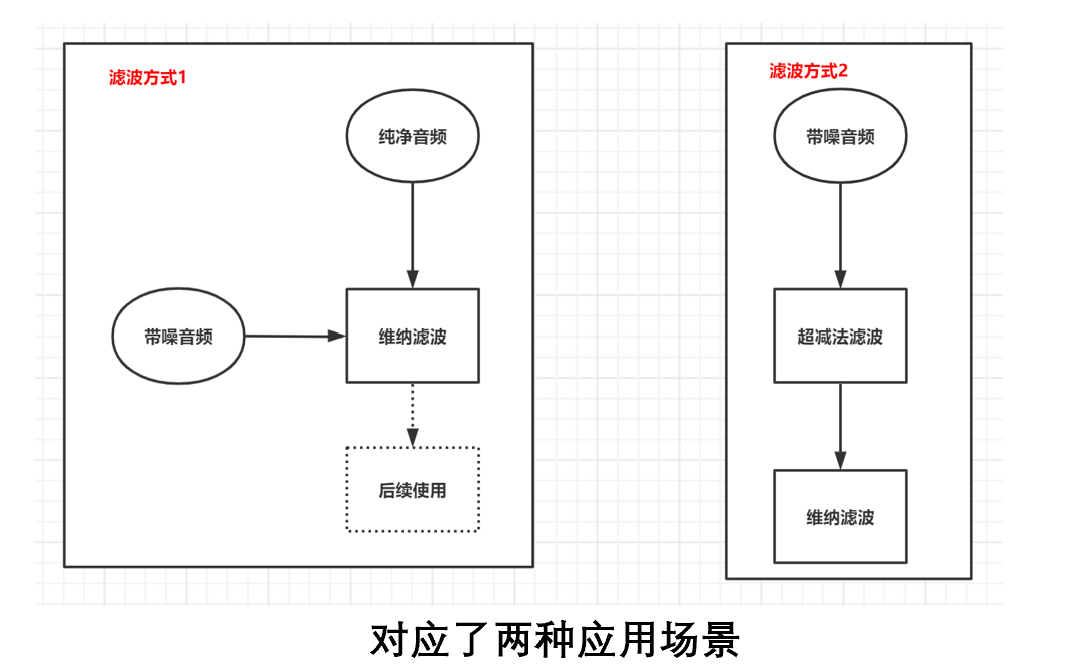 滤波方式1
纯净音频
带噪音频
维纳滤波
后续使用
滤波方式2
带噪音频
超减法滤波
维纳滤波
对应了两种应用场景